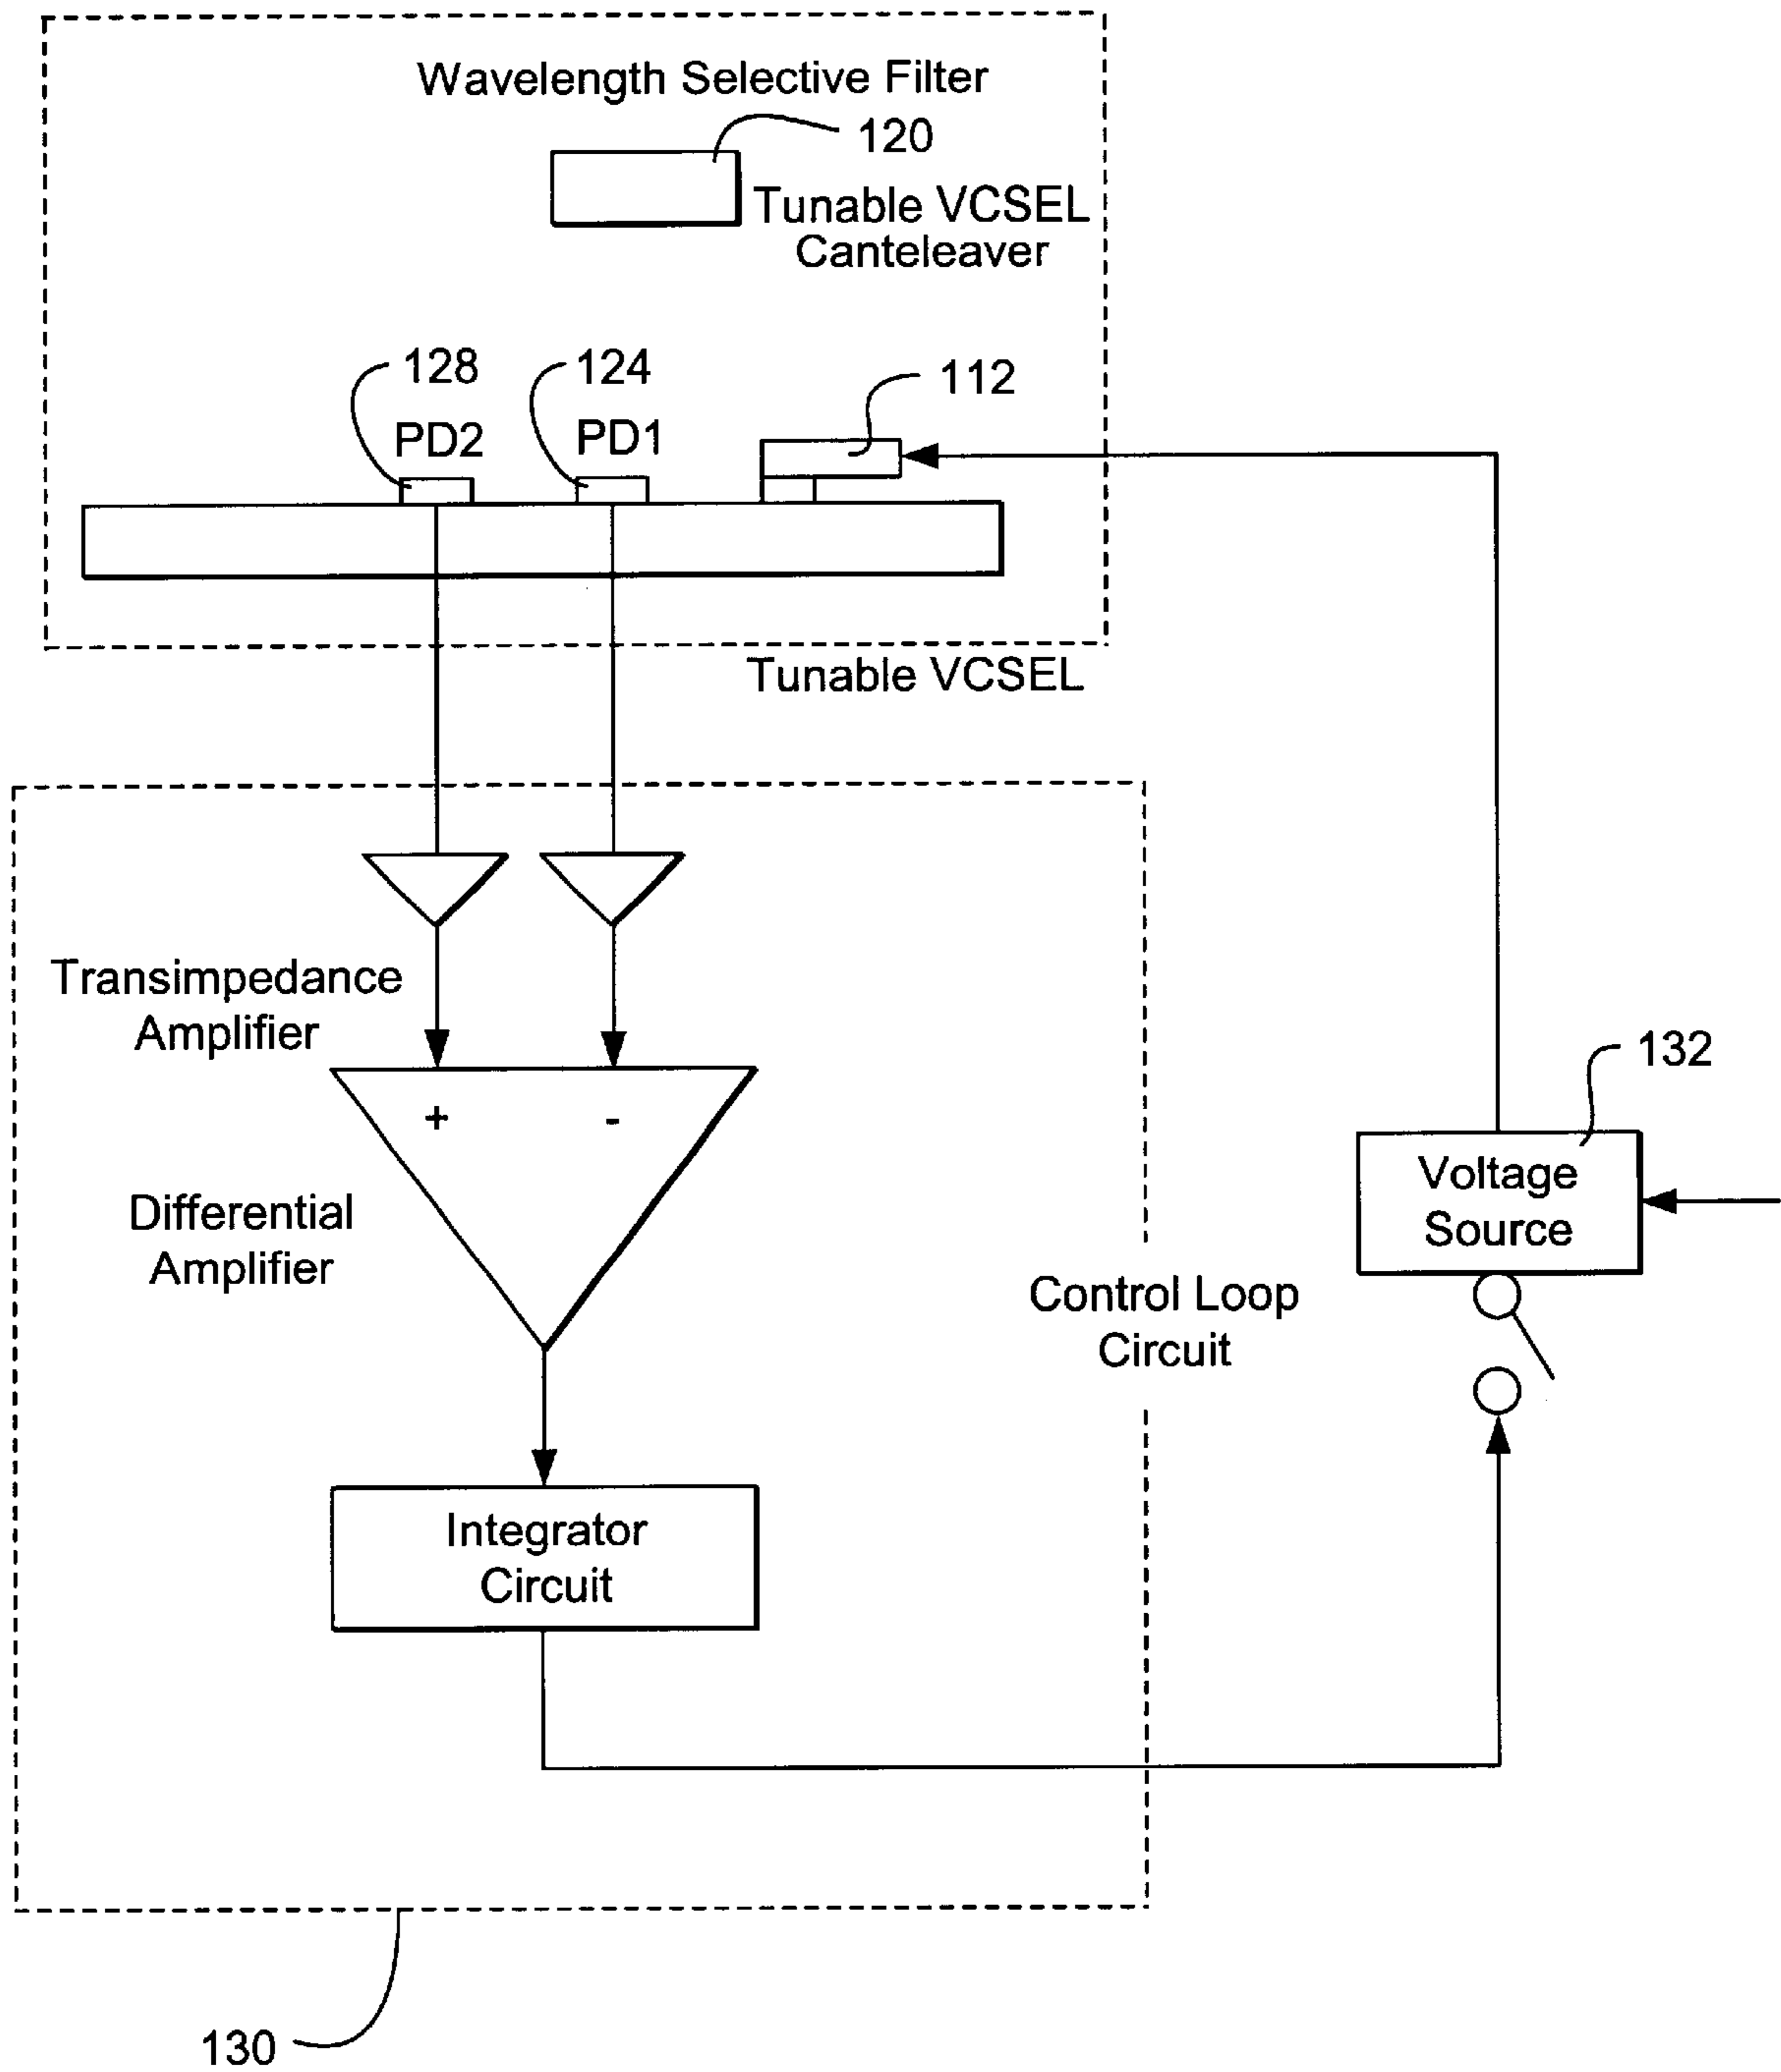 Wavelength Selective Filter
120
Tunable VCSEL
Canteleaver
128
124
112
PD2
PD1
Tunable VCSEL
Transimpedance
Amplifier
132
+
-
Voltage
Source
Differential
Amplifier
Control Loop
Circuit
Integrator
Circuit
130